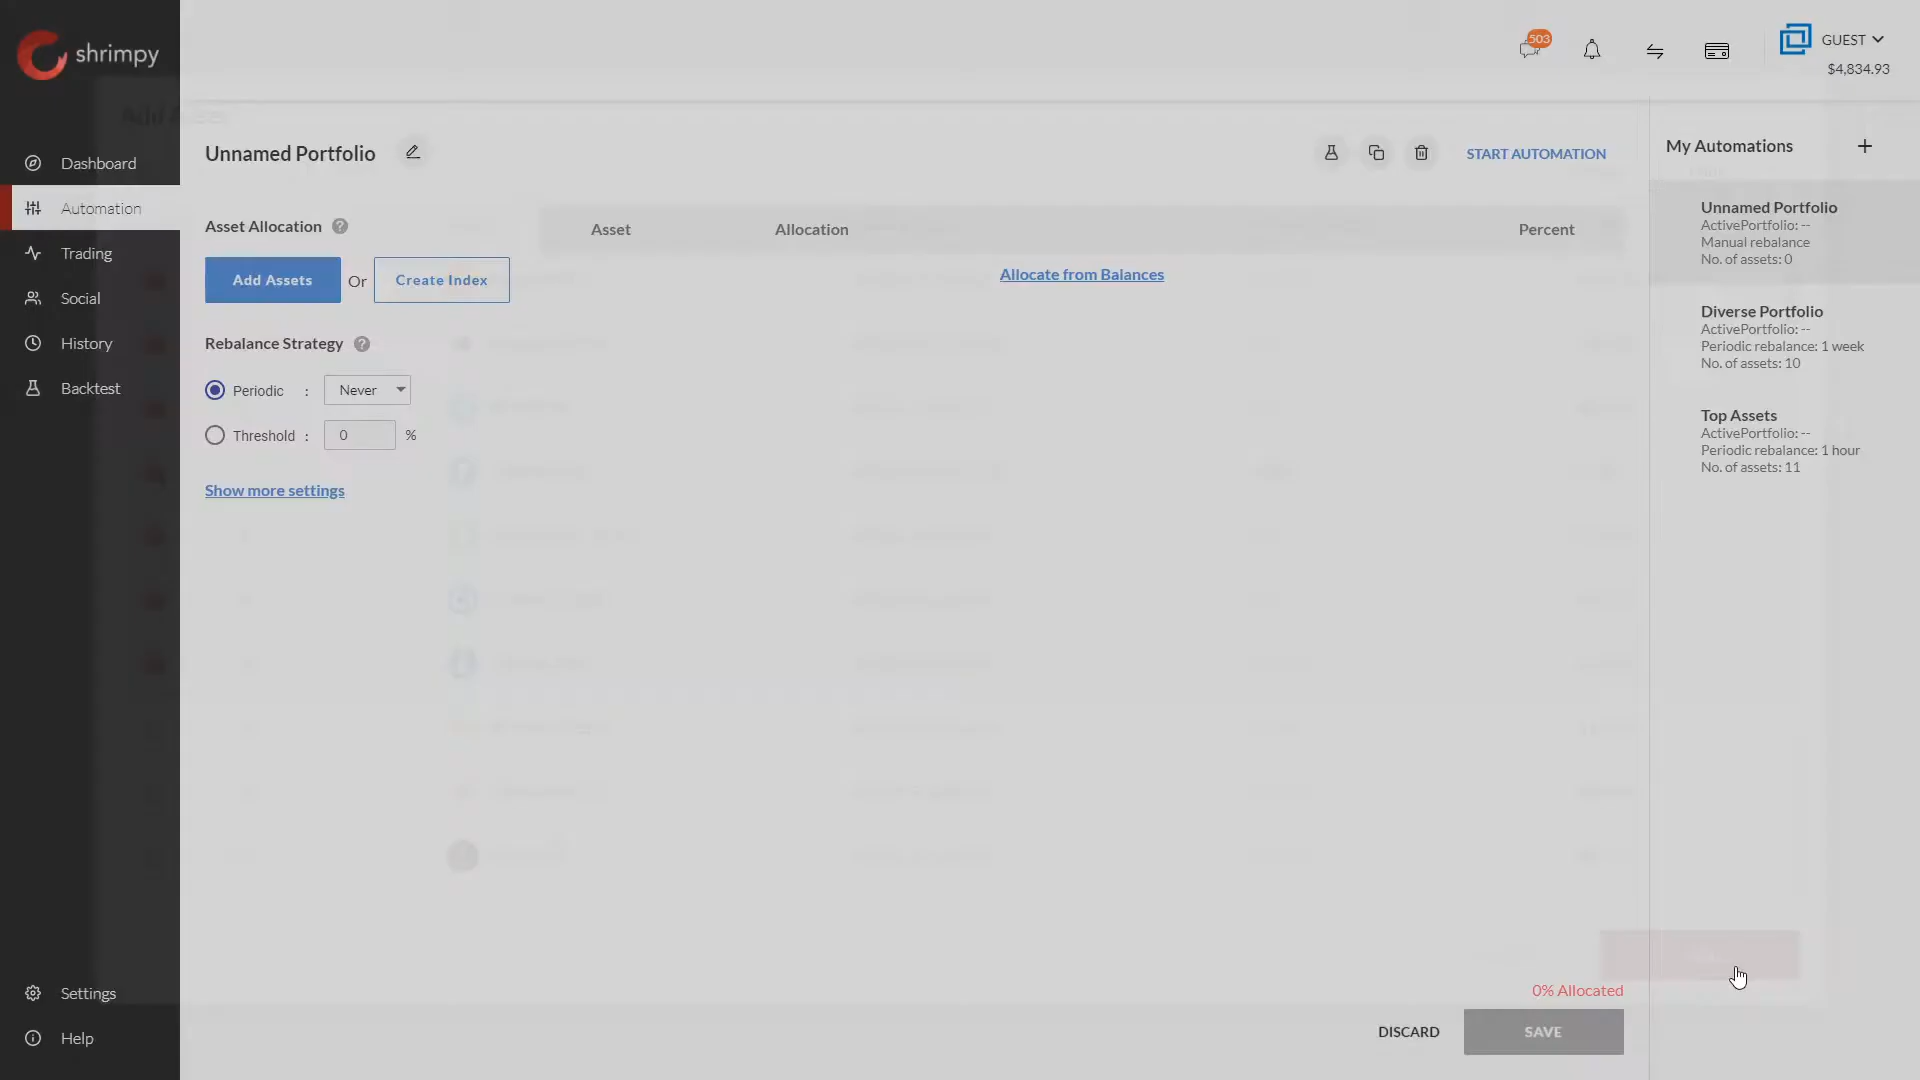 shrimpy
503
GUEST
$4,834.93
Dashboard
Automation
Trading
Social
History
Backtest
Settings
Help
Unnamed Portfolio
START AUTOMATION
Asset Allocation ?
Add Assets Or Create Index
Rebalance Strategy ?
Periodic : Never
Threshold : 0 %
Show more settings
Asset Allocation Percent
Allocate from Balances
0% Allocated
DISCARD SAVE
My Automations +
Unnamed Portfolio
ActivePortfolio: --
Manual rebalance
No. of assets: 0
Diverse Portfolio
ActivePortfolio: --
Periodic rebalance: 1 week
No. of assets: 10
Top Assets
ActivePortfolio: --
Periodic rebalance: 1 hour
No. of assets: 11